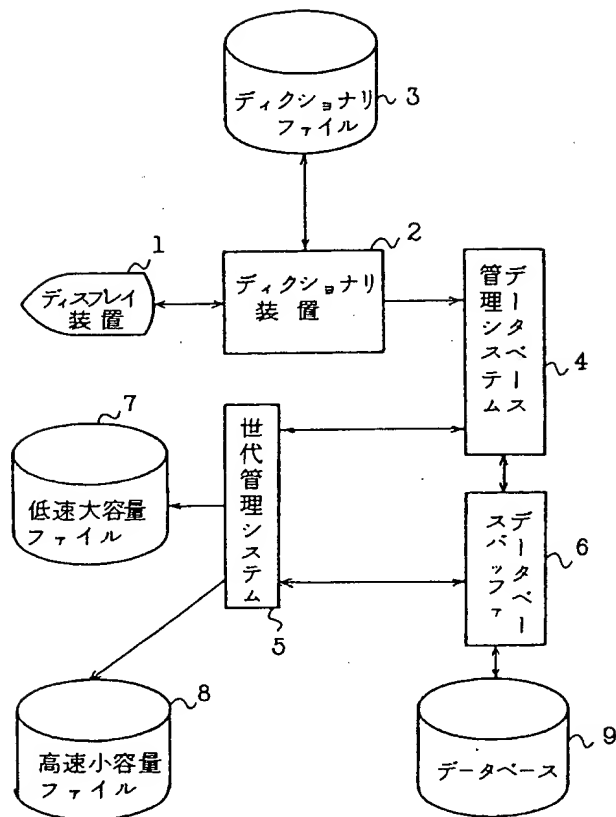 ディクショナリ
ファイル
3
1
2
ディスプレイ
装置
ディクショナリ
装置
データベース
管理システム
4
7
低速大容量
ファイル
世代管理システム
5
データベー
スバッファ
6
8
高速小容量
ファイル
9
データベース